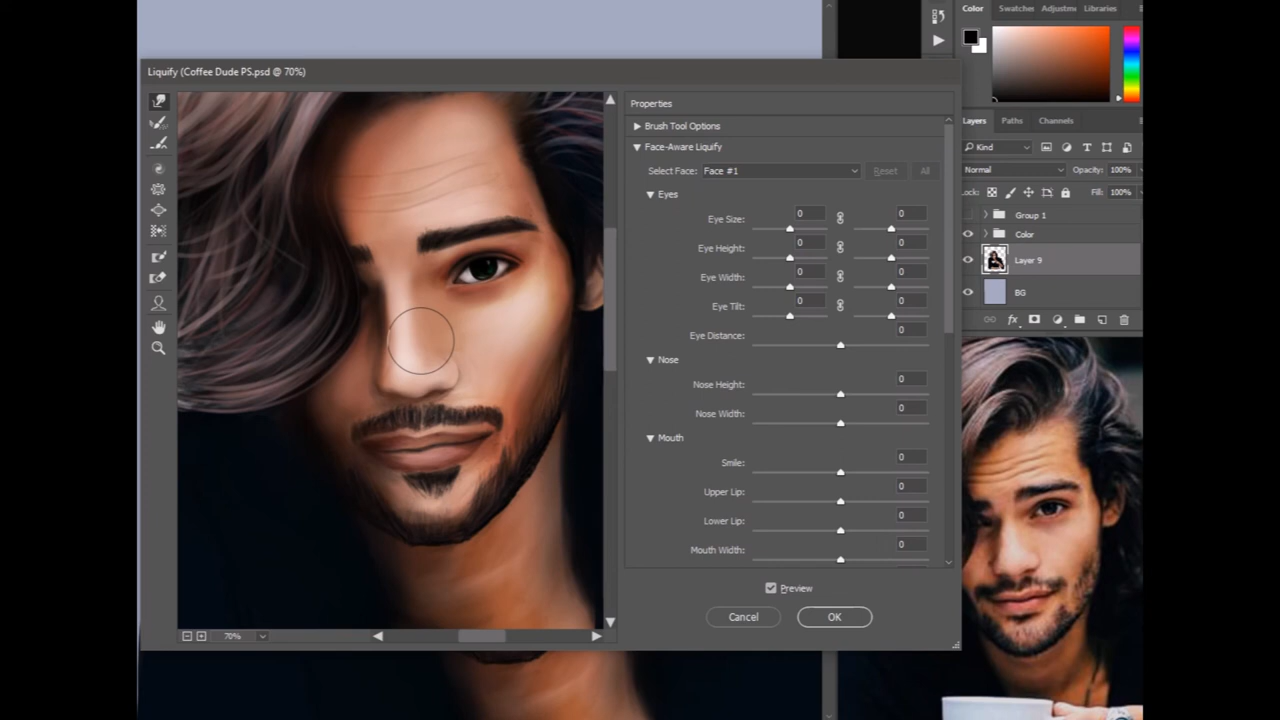 Color Swatches Adjustm Libraries
Liquify (Coffee Dude PS.psd @ 70%)
Properties
Brush Tool Options
Face-Aware Liquify
Select Face: Face #1 Reset All
Eyes
Eye Size: 0 0
Eye Height: 0 0
Eye Width: 0 0
Eye Tilt: 0 0
Eye Distance: 0
Nose
Nose Height: 0
Nose Width: 0
Mouth
Smile: 0
Upper Lip: 0
Lower Lip: 0
Mouth Width: 0
Preview
Cancel OK
70%
Layers Paths Channels
Kind
Normal Opacity: 100%
Lock: Fill: 100%
Group 1
Color
Layer 9
BG
fx